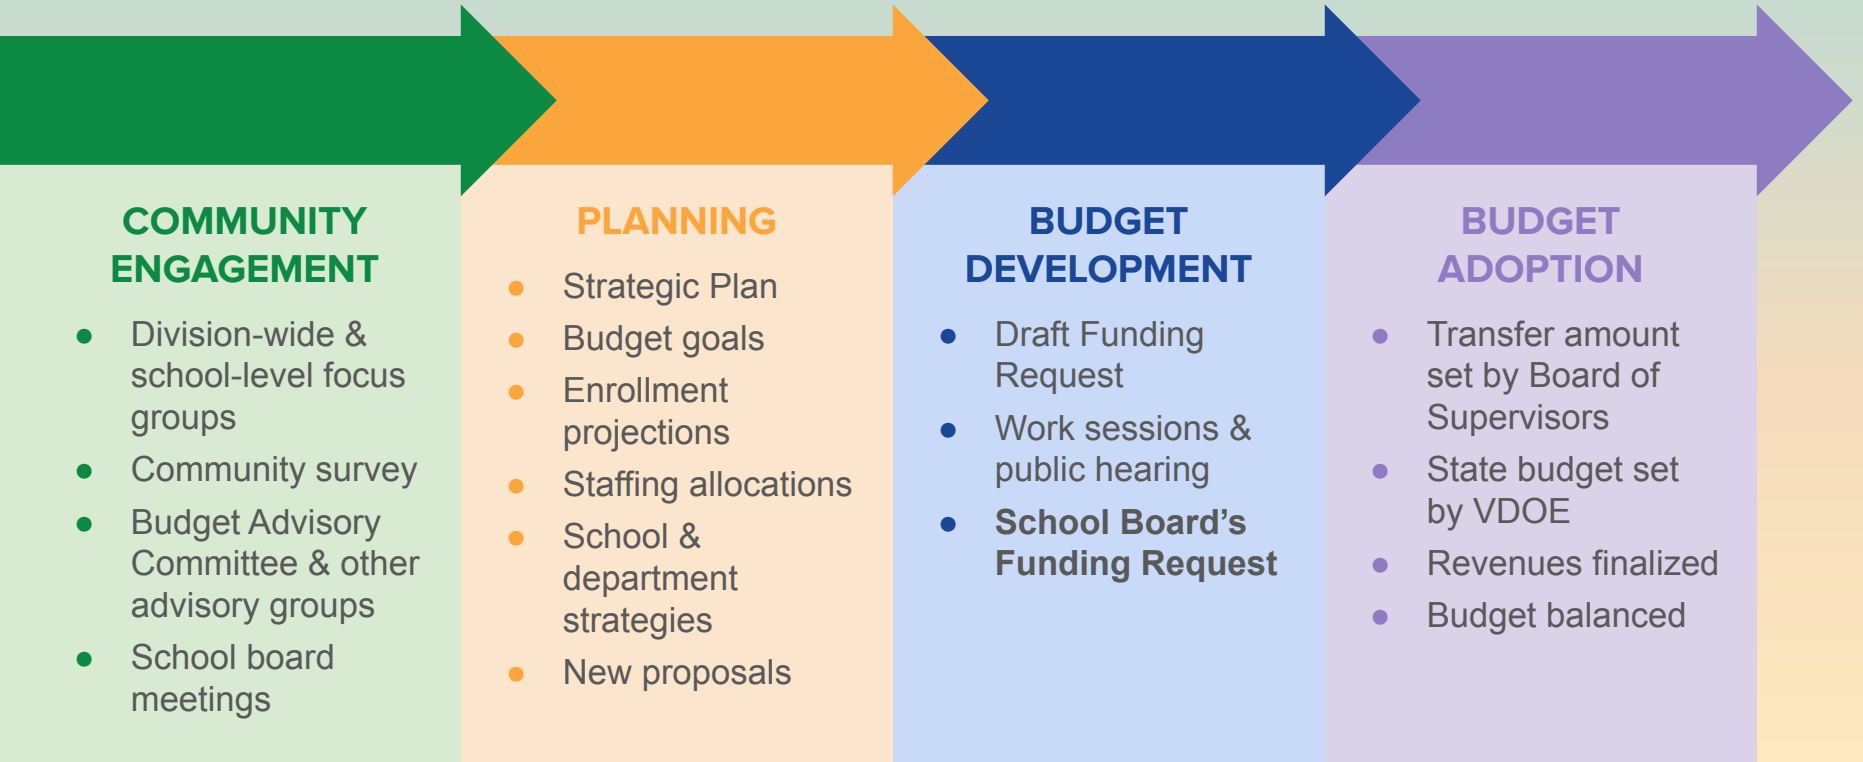 COMMUNITY
ENGAGEMENT
● Division-wide &
school-level focus
groups
● Community survey
● Budget Advisory
Committee & other
advisory groups
● School board
meetings
PLANNING
● Strategic Plan
● Budget goals
● Enrollment
projections
● Staffing allocations
● School &
department
strategies
● New proposals
BUDGET
DEVELOPMENT
● Draft Funding
Request
● Work sessions &
public hearing
● School Board’s
Funding Request
BUDGET
ADOPTION
● Transfer amount
set by Board of
Supervisors
● State budget set
by VDOE
● Revenues finalized
● Budget balanced